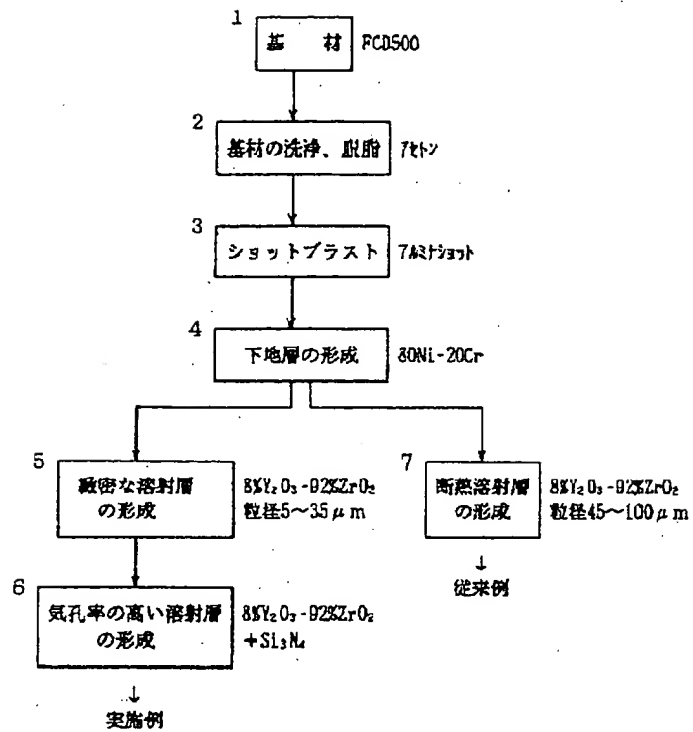 1
基 材 FCD500
2
基材の洗浄、脱脂 アセトン
3
ショットブラスト アルミナショット
4
下地層の形成 80Ni-20Cr
5
緻密な溶射層
の形成
8%Y₂O₃-92%ZrO₂
粒径5~35μm
7
断熱溶射層
の形成
8%Y₂O₃-92%ZrO₂
粒径45~100μm
↓
従来例
6
気孔率の高い溶射層
の形成
8%Y₂O₃-92%ZrO₂
+Si₃N₄
↓
実施例